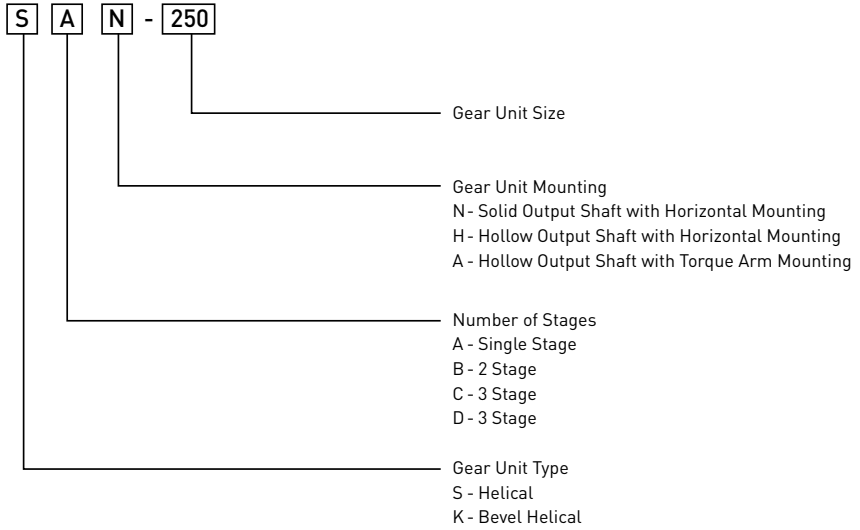 S A N - 250
Gear Unit Size
Gear Unit Mounting
N - Solid Output Shaft with Horizontal Mounting
H - Hollow Output Shaft with Horizontal Mounting
A - Hollow Output Shaft with Torque Arm Mounting
Number of Stages
A - Single Stage
B - 2 Stage
C - 3 Stage
D - 3 Stage
Gear Unit Type
S - Helical
K - Bevel Helical